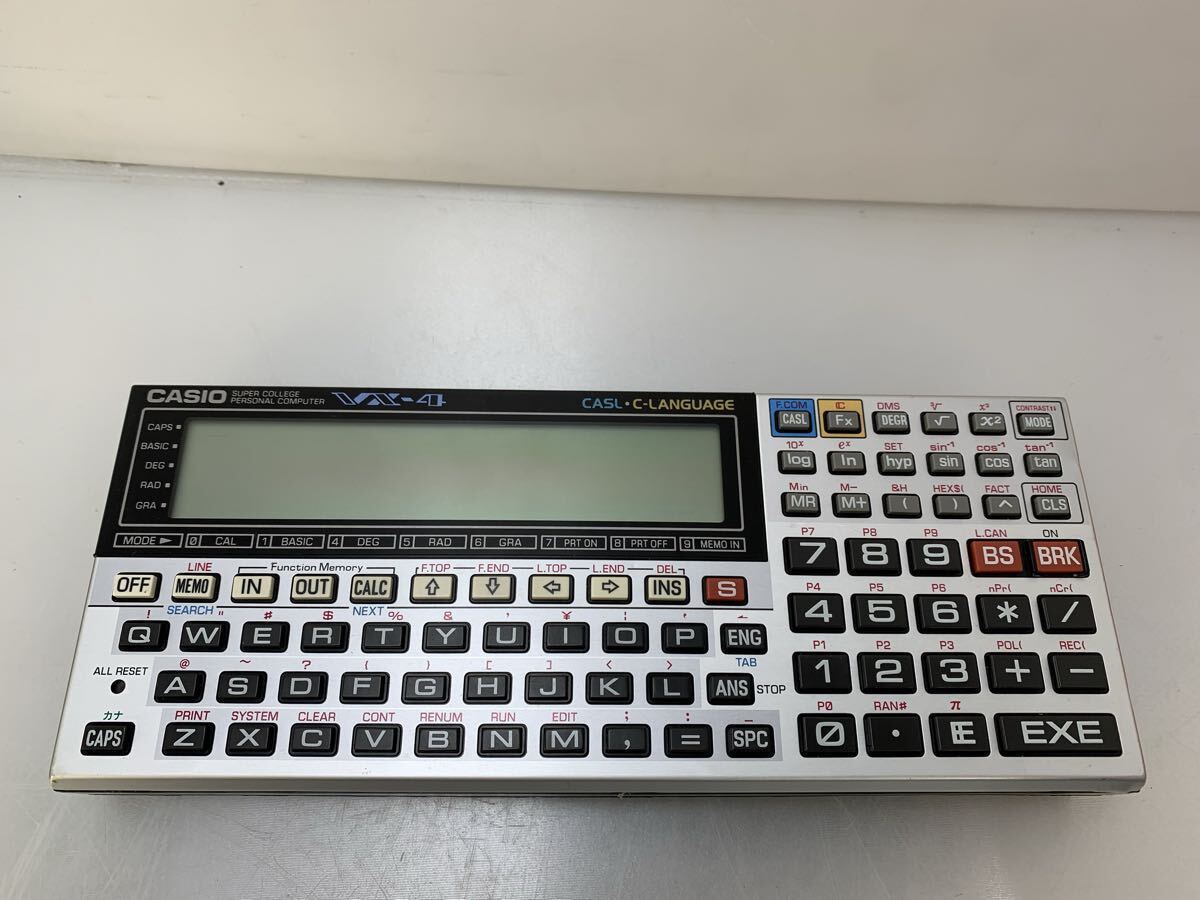 CASIO SUPER COLLEGE PERSONAL COMPUTER VX-4 CASL・C-LANGUAGE
CAPS
BASIC
DEG
RAD
GRA
MODE 0 CAL 1 BASIC 4 DEG 5 RAD 6 GRA 7 PRT ON 8 PRT OFF 9 MEMO IN
F.COM ℂ DMS ³√ x³ CONTRAST↑↓
CASL Fx DEGR √ x² MODE
10ˣ eˣ SET sin⁻¹ cos⁻¹ tan⁻¹
log ln hyp sin cos tan
Min M− &H HEX$( FACT HOME
MR M+ ( ) ^ CLS
P7 P8 P9 L.CAN ON
7 8 9 BS BRK
LINE Function Memory F.TOP F.END L.TOP L.END DEL
OFF MEMO IN OUT CALC ⇧ ⇩ ⇦ ⇨ INS S
P4 P5 P6 nPr( nCr(
4 5 6 * /
! SEARCH " # $ NEXT % & ' ¥ | ’
Q W E R T Y U I O P ENG
P1 P2 P3 POL( REC(
1 2 3 + −
ALL RESET @ ~ ? { } [ ] < > TAB
A S D F G H J K L ANS STOP
P0 RAN# π
0 . E EXE
カナ PRINT SYSTEM CLEAR CONT RENUM RUN EDIT ; : _
CAPS Z X C V B N M , = SPC